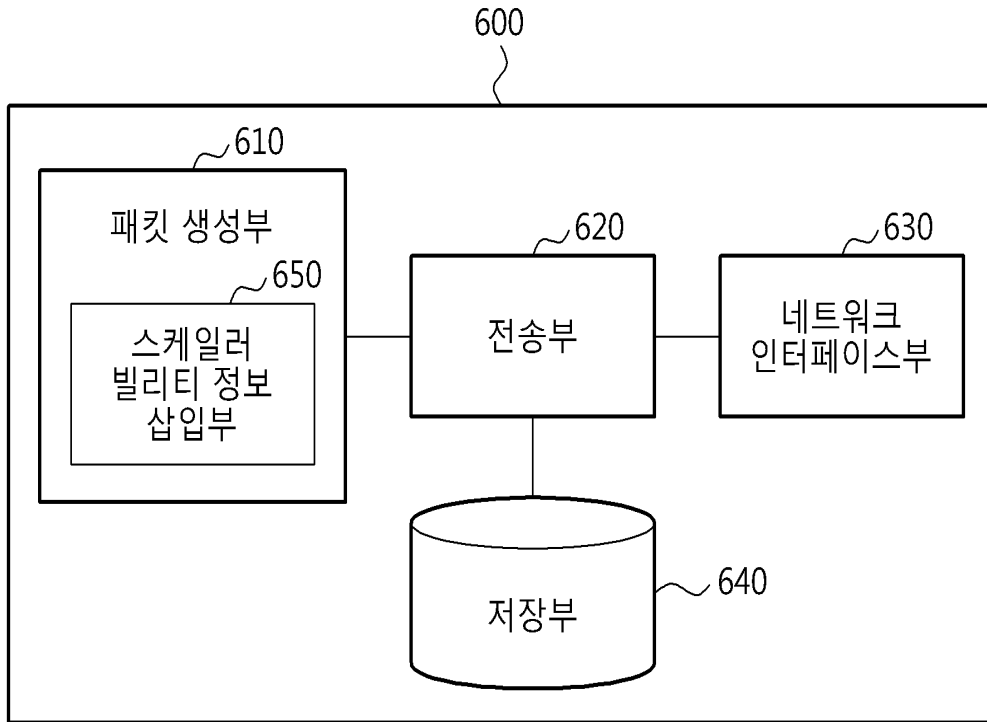 600
610
패킷 생성부
650
스케일러
빌리티 정보
삽입부
620
전송부
630
네트워크
인터페이스부
640
저장부